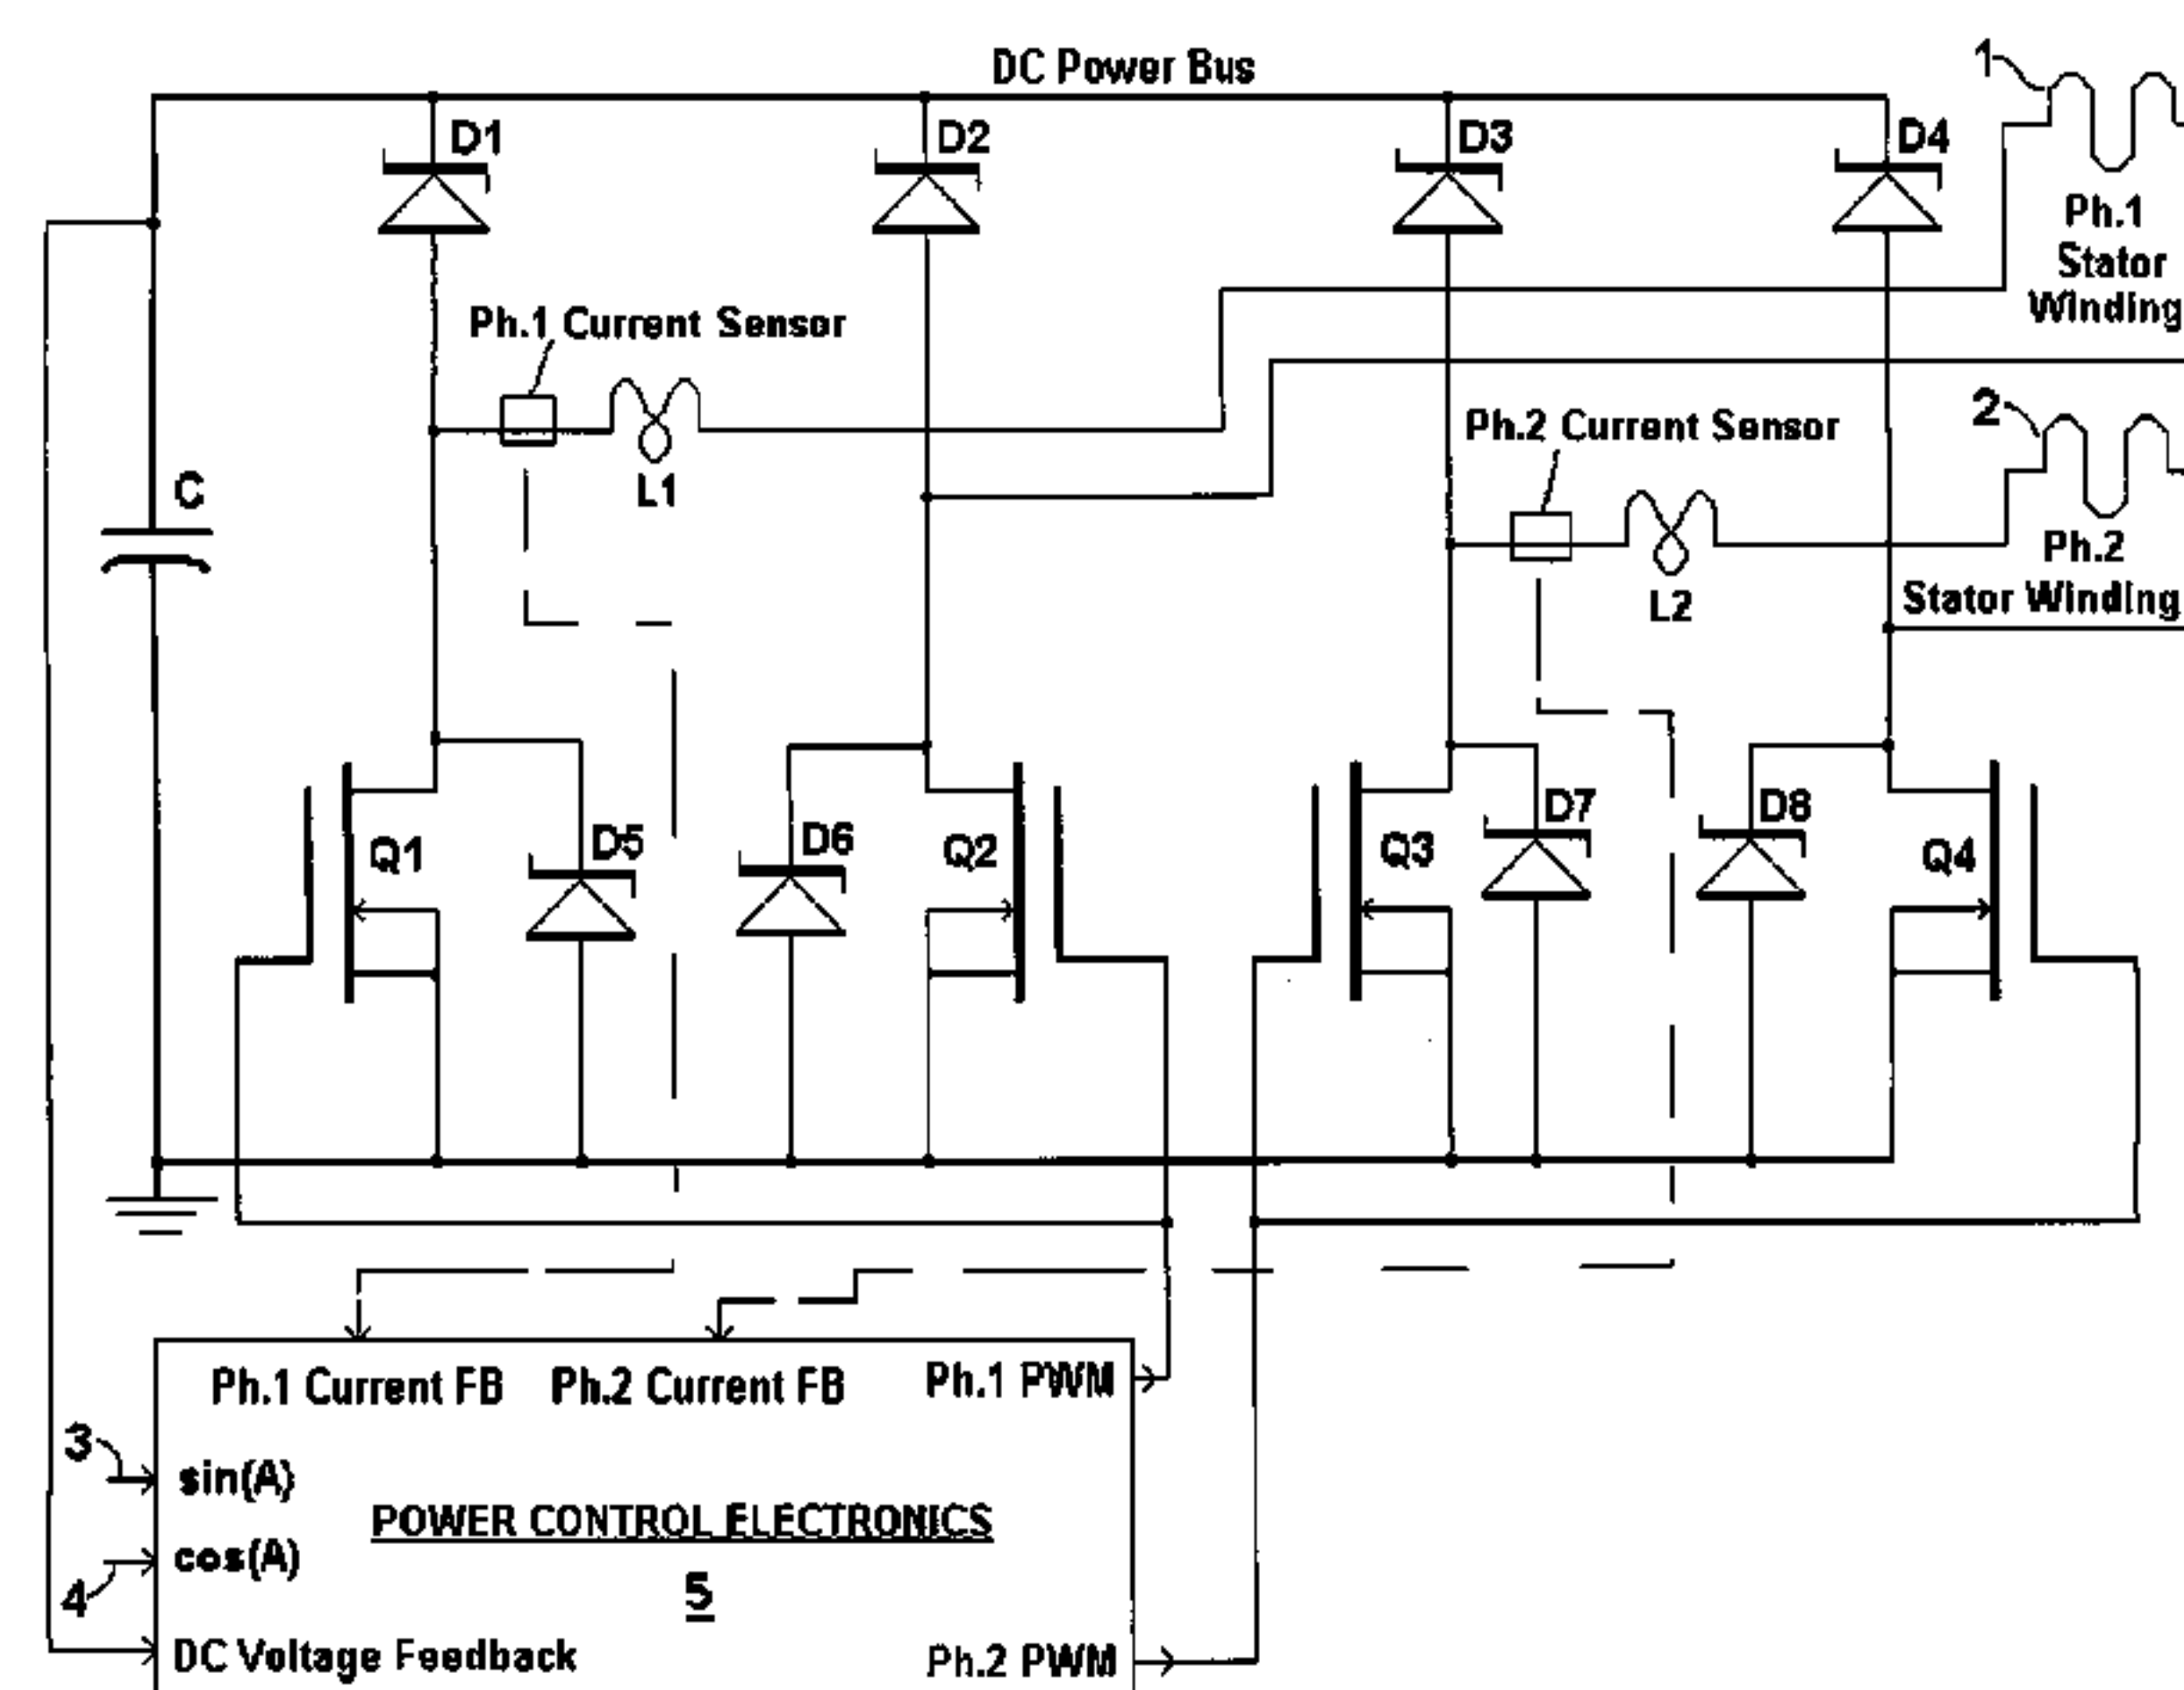 DC Power Bus
1
D1
D2
D3
D4
Ph.1
Stator
Winding
Ph.1 Current Sensor
L1
C
Ph.2 Current Sensor
2
L2
Ph.2
Stator Winding
Q1
D5
D6
Q2
Q3
D7
D8
Q4
Ph.1 Current FB
Ph.2 Current FB
Ph.1 PWM
3
sin(A)
POWER CONTROL ELECTRONICS
cos(A)
4
5
DC Voltage Feedback
Ph.2 PWM